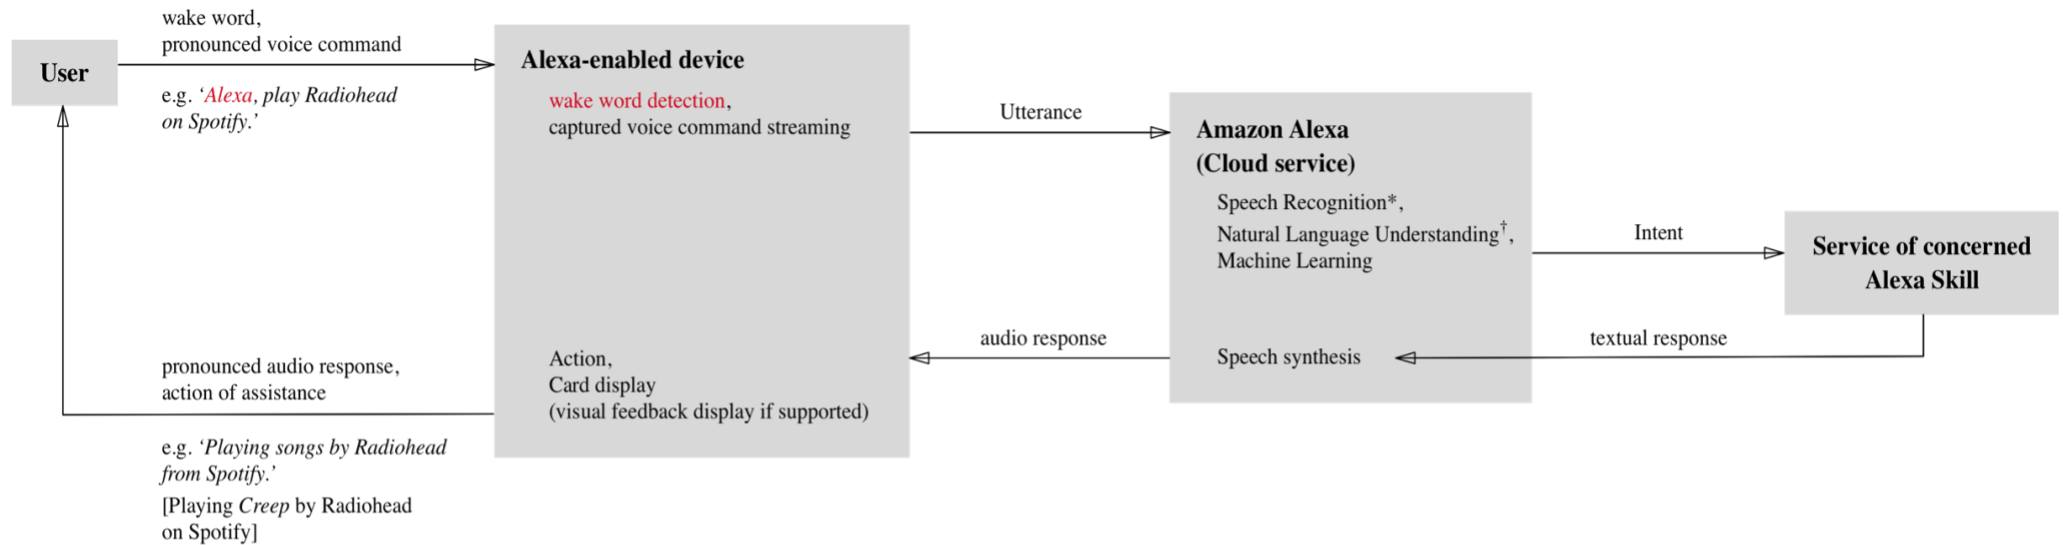 wake word,
pronounced voice command
User
e.g. ‘Alexa, play Radiohead
on Spotify.’
Alexa-enabled device
wake word detection,
captured voice command streaming
Utterance
Amazon Alexa
(Cloud service)
Speech Recognition*,
Natural Language Understanding†,
Machine Learning
Intent
Service of concerned
Alexa Skill
textual response
Speech synthesis
audio response
Action,
Card display
(visual feedback display if supported)
pronounced audio response,
action of assistance
e.g. ‘Playing songs by Radiohead
from Spotify.’
[Playing Creep by Radiohead
on Spotify]